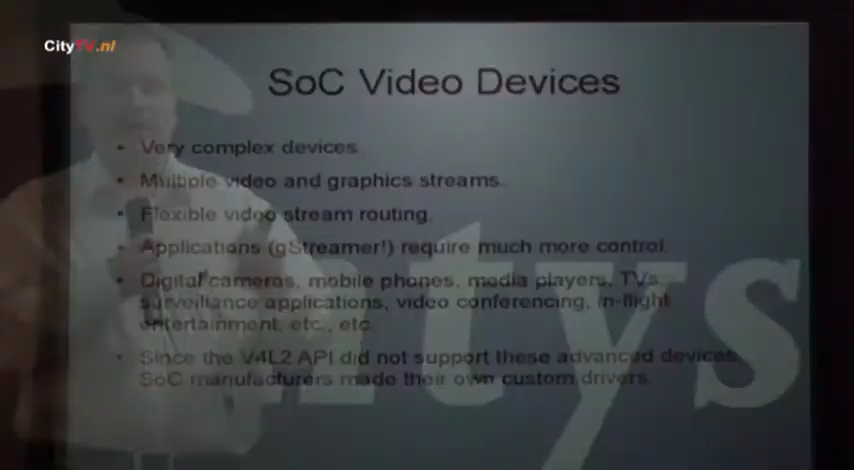 CityTV.nl
SoC Video Devices
• Very complex devices.
• Multiple video and graphics streams.
• Flexible video stream routing.
• Applications (gStreamer!) require much more control.
• Digital cameras, mobile phones, media players, TVs
surveillance applications, video conferencing, in-flight
entertainment, etc., etc.
• Since the V4L2 API did not support these advanced devices
SoC manufacturers made their own custom drivers.
ntys